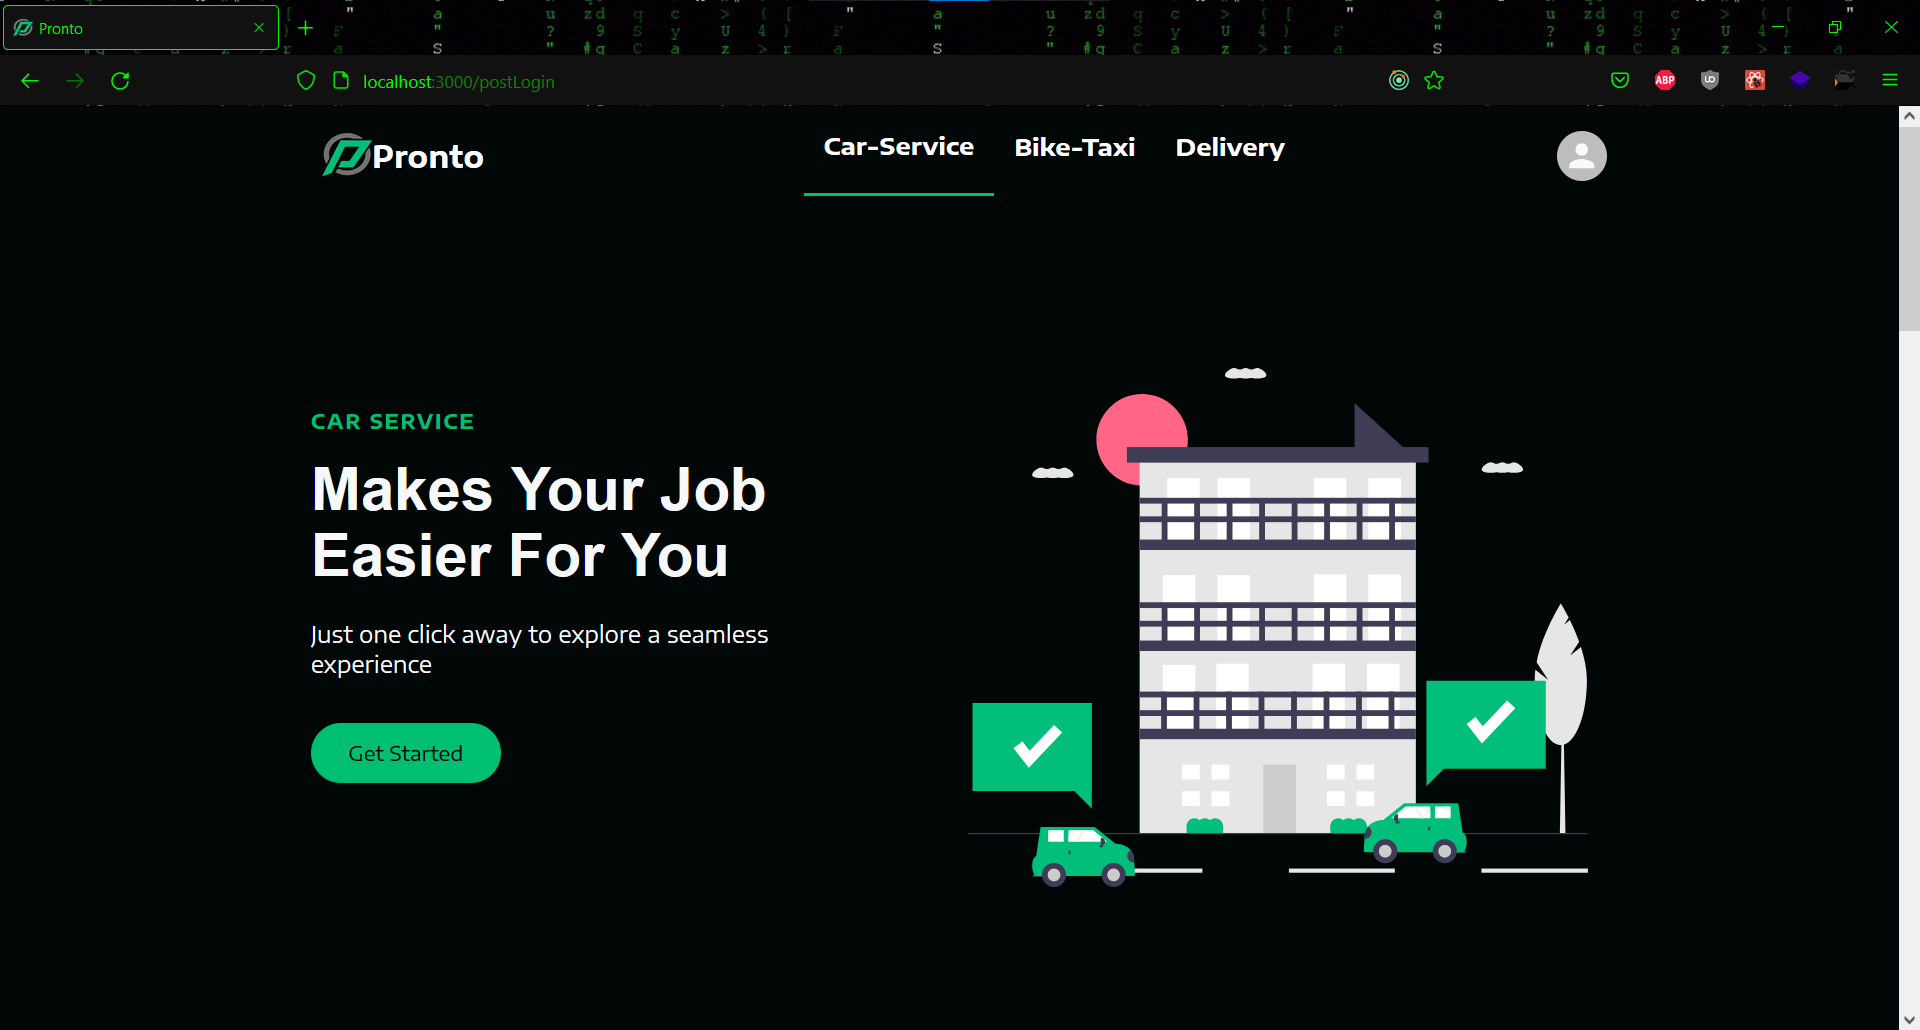 Pronto
localhost:3000/postLogin
ABP
Pronto
Car-Service Bike-Taxi Delivery
CAR SERVICE
Makes Your Job
Easier For You
Just one click away to explore a seamless
experience
Get Started